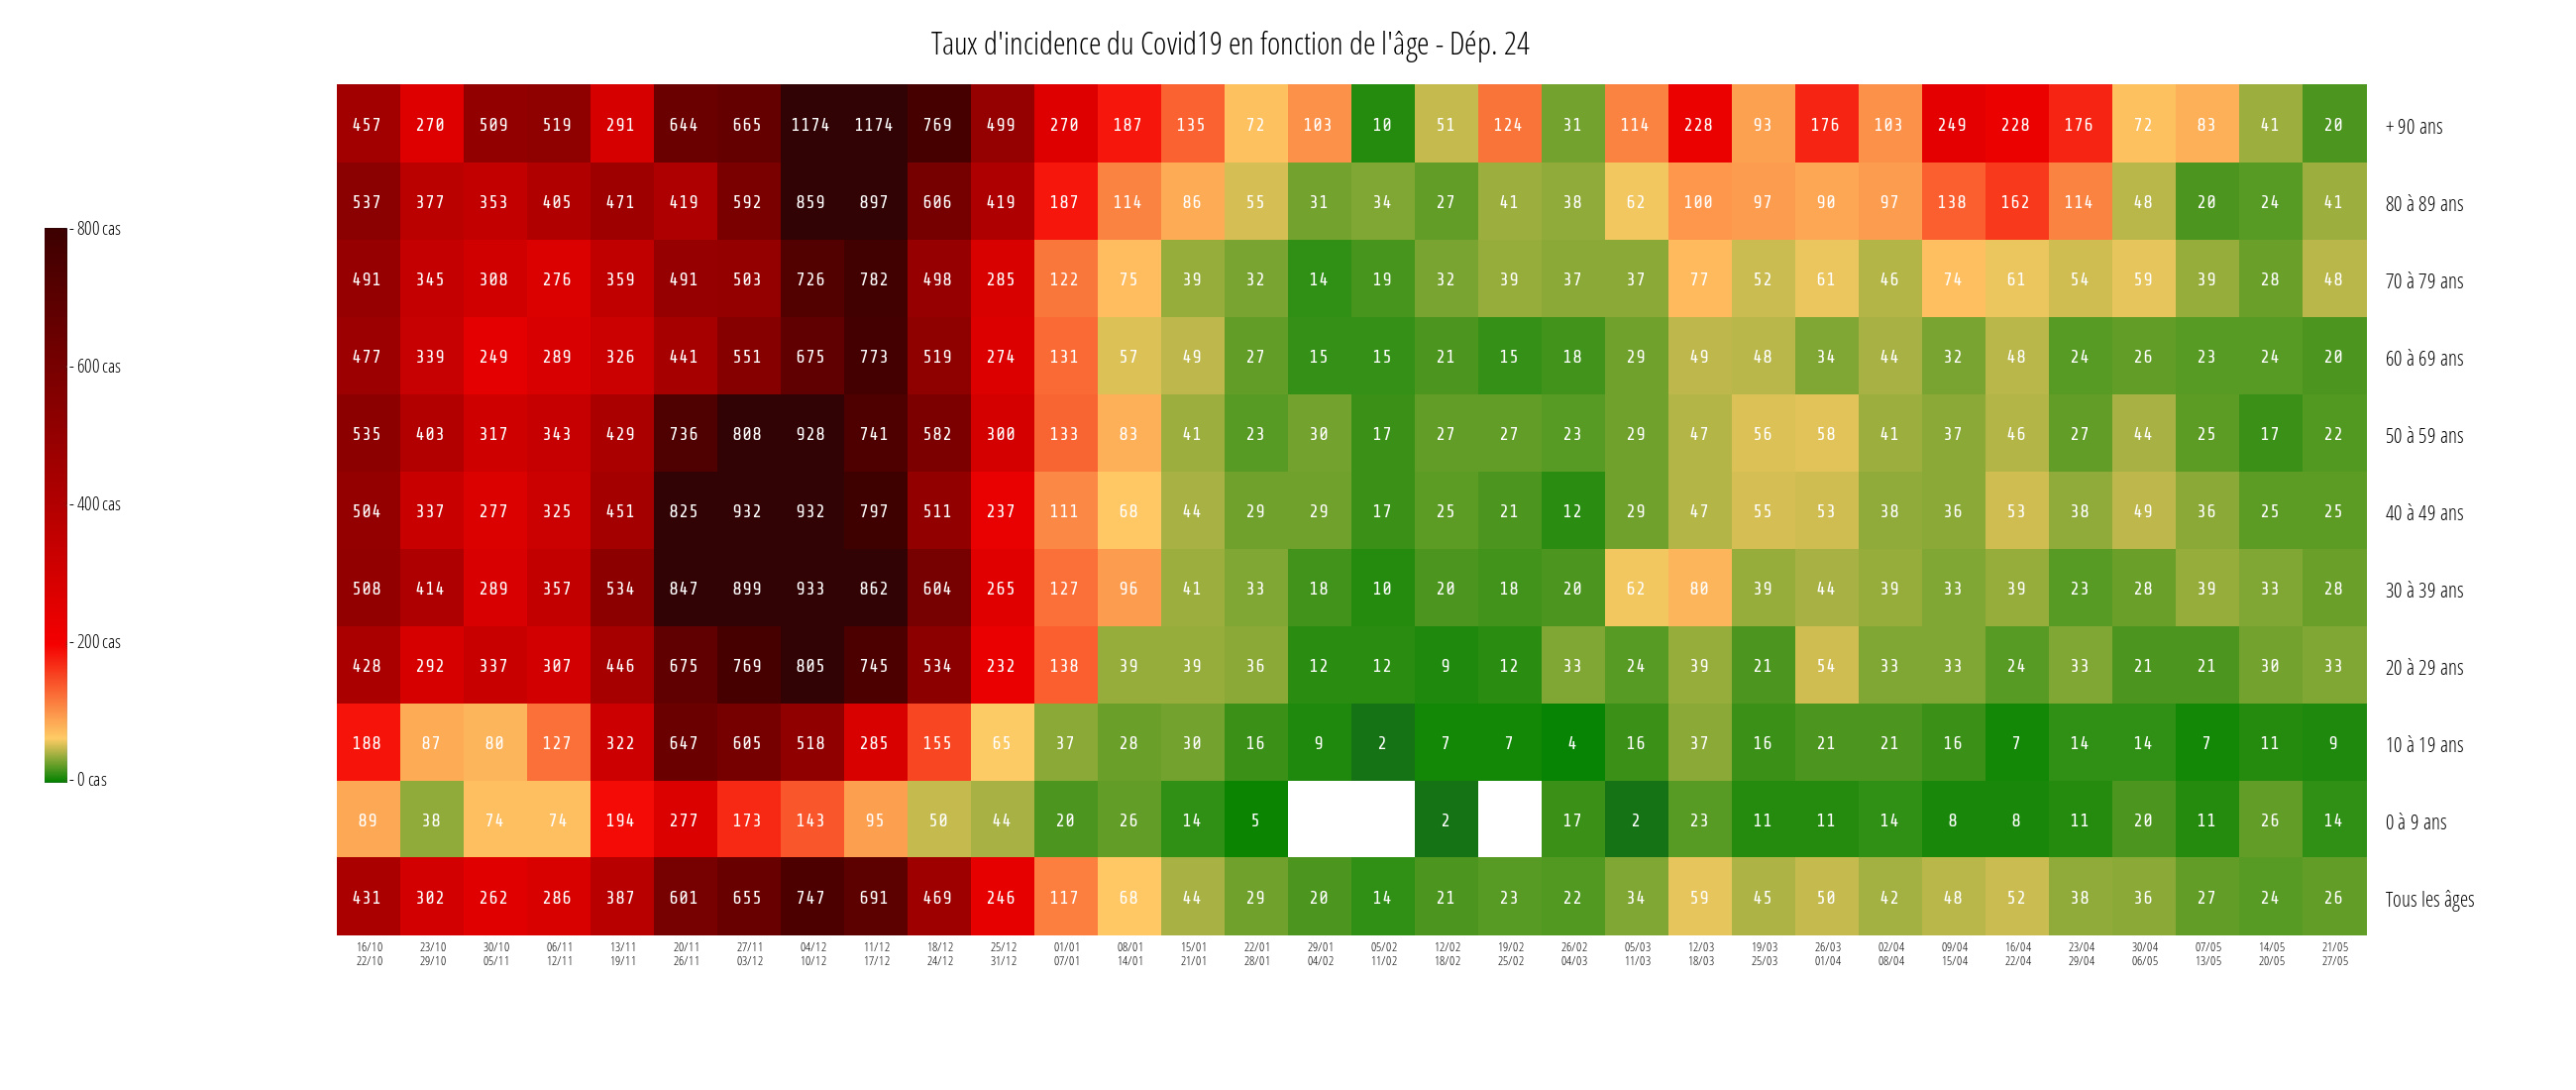 Taux d'incidence du Covid19 en fonction de l'âge - Dép. 24
- 800 cas
- 600 cas
- 400 cas
- 200 cas
- 0 cas
457 270 509 519 291 644 665 1174 1174 769 499 270 187 135 72 103 10 51 124 31 114 228 93 176 103 249 228 176 72 83 41 20 + 90 ans
537 377 353 405 471 419 592 859 897 606 419 187 114 86 55 31 34 27 41 38 62 100 97 90 97 138 162 114 48 20 24 41 80 à 89 ans
491 345 308 276 359 491 503 726 782 498 285 122 75 39 32 14 19 32 39 37 37 77 52 61 46 74 61 54 59 39 28 48 70 à 79 ans
477 339 249 289 326 441 551 675 773 519 274 131 57 49 27 15 15 21 15 18 29 49 48 34 44 32 48 24 26 23 24 20 60 à 69 ans
535 403 317 343 429 736 808 928 741 582 300 133 83 41 23 30 17 27 27 23 29 47 56 58 41 37 46 27 44 25 17 22 50 à 59 ans
504 337 277 325 451 825 932 932 797 511 237 111 68 44 29 29 17 25 21 12 29 47 55 53 38 36 53 38 49 36 25 25 40 à 49 ans
508 414 289 357 534 847 899 933 862 604 265 127 96 41 33 18 10 20 18 20 62 80 39 44 39 33 39 23 28 39 33 28 30 à 39 ans
428 292 337 307 446 675 769 805 745 534 232 138 39 39 36 12 12 9 12 33 24 39 21 54 33 33 24 33 21 21 30 33 20 à 29 ans
188 87 80 127 322 647 605 518 285 155 65 37 28 30 16 9 2 7 7 4 16 37 16 21 21 16 7 14 14 7 11 9 10 à 19 ans
89 38 74 74 194 277 173 143 95 50 44 20 26 14 5 2 17 2 23 11 11 14 8 8 11 20 11 26 14 0 à 9 ans
431 302 262 286 387 601 655 747 691 469 246 117 68 44 29 20 14 21 23 22 34 59 45 50 42 48 52 38 36 27 24 26 Tous les âges
16/10 23/10 30/10 06/11 13/11 20/11 27/11 04/12 11/12 18/12 25/12 01/01 08/01 15/01 22/01 29/01 05/02 12/02 19/02 26/02 05/03 12/03 19/03 26/03 02/04 09/04 16/04 23/04 30/04 07/05 14/05 21/05
22/10 29/10 05/11 12/11 19/11 26/11 03/12 10/12 17/12 24/12 31/12 07/01 14/01 21/01 28/01 04/02 11/02 18/02 25/02 04/03 11/03 18/03 25/03 01/04 08/04 15/04 22/04 29/04 06/05 13/05 20/05 27/05